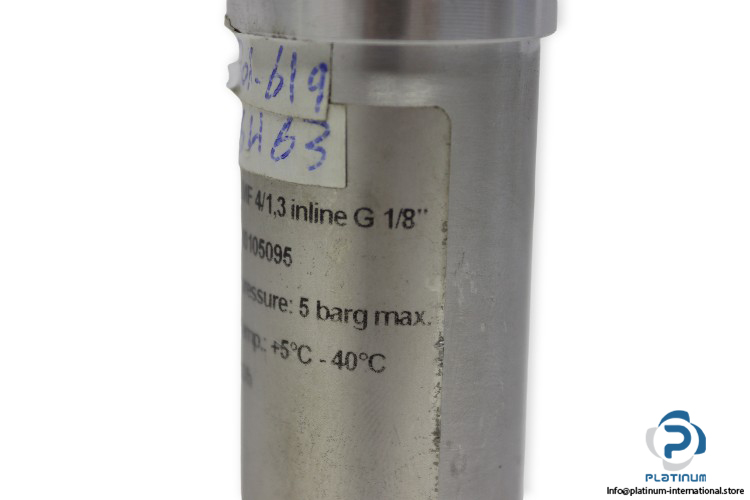 619
H63
4/1,3 inline G 1/8"
105095
essure: 5 barg max.
mp.: +5°C - 40°C
PLATINUM
Info@platinum-international.store